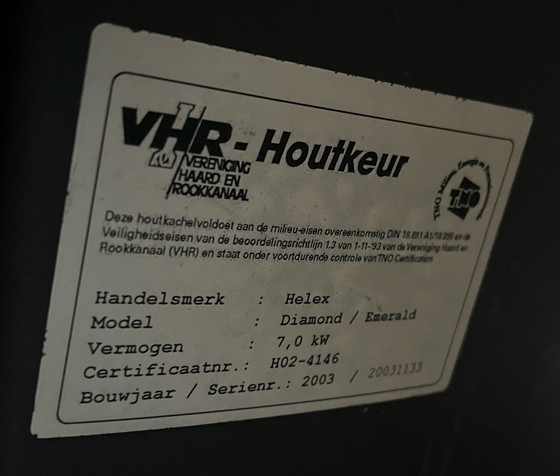 VHR - Houtkeur
VERENIGING
HAARD EN
ROOKKANAAL
TNO
Deze houtkachel voldoet aan de milieu-eisen overeenkomstig DIN 18.891 A1/18.895 en de
Veiligheidseisen van de beoordelingsrichtlijn 1.3 van 1-11-'93 van de Vereniging Haard en
Rookkanaal (VHR) en staat onder voortdurende controle van TNO Certification
Handelsmerk : Helex
Model : Diamond / Emerald
Vermogen : 7,0 kW
Certificaatnr.: H02-4146
Bouwjaar / Serienr.: 2003 / 20031133